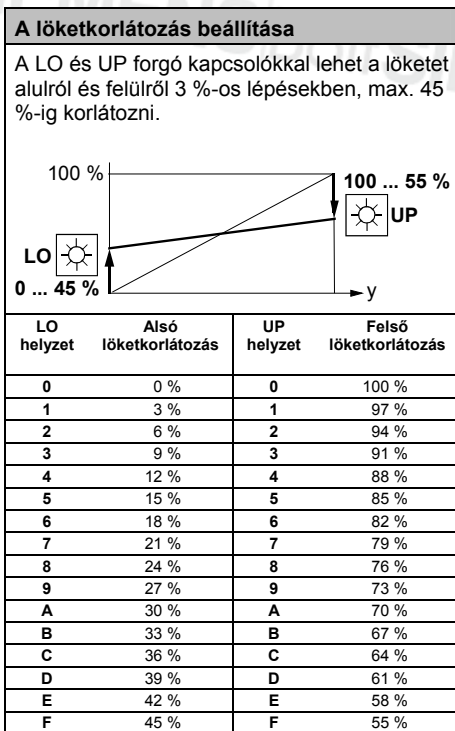 A löketkorlátozás beállítása
A LO és UP forgó kapcsolókkal lehet a löketet
alulról és felülről 3 %-os lépésekben, max. 45
%-ig korlátozni.
100 %
100 ... 55 %
UP
LO
0 ... 45 %
y
LO helyzet Alsó löketkorlátozás UP helyzet Felső löketkorlátozás
0 0 % 0 100 %
1 3 % 1 97 %
2 6 % 2 94 %
3 9 % 3 91 %
4 12 % 4 88 %
5 15 % 5 85 %
6 18 % 6 82 %
7 21 % 7 79 %
8 24 % 8 76 %
9 27 % 9 73 %
A 30 % A 70 %
B 33 % B 67 %
C 36 % C 64 %
D 39 % D 61 %
E 42 % E 58 %
F 45 % F 55 %